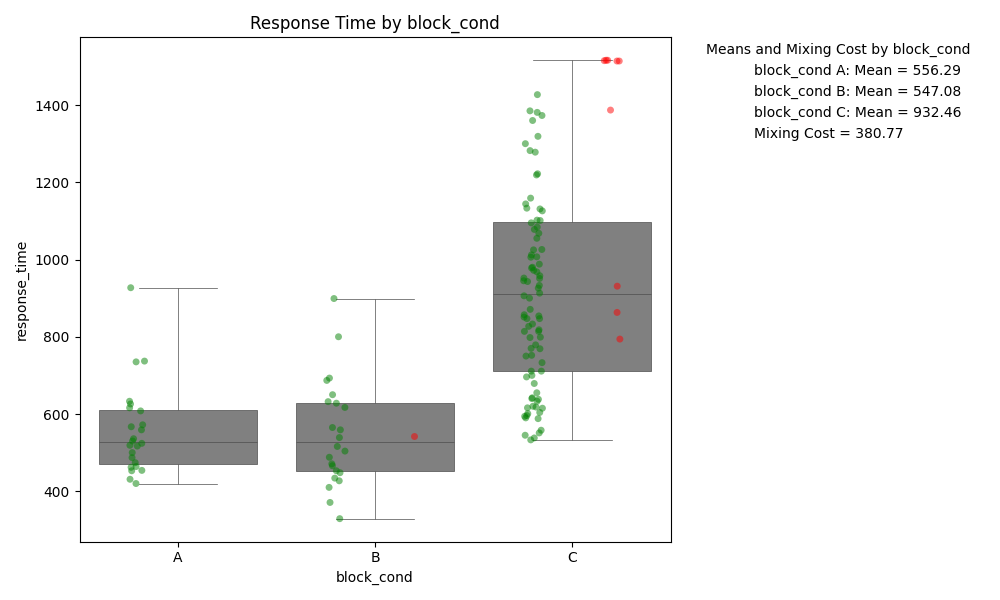 Response Time by block_cond
Means and Mixing Cost by block_cond
block_cond A: Mean = 556.29
block_cond B: Mean = 547.08
block_cond C: Mean = 932.46
Mixing Cost = 380.77
response_time
1400
1200
1000
800
600
400
A
B
C
block_cond